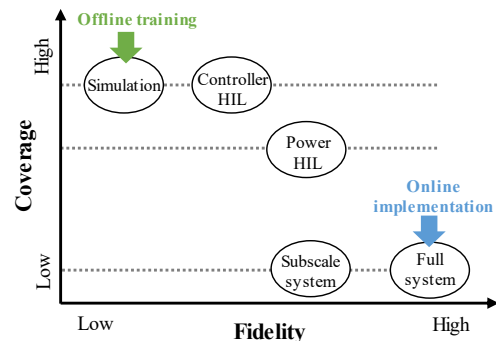 Offline training
High
Simulation
Controller
HIL
Power
HIL
Coverage
Online
implementation
Low
Subscale
system
Full
system
Low
Fidelity
High